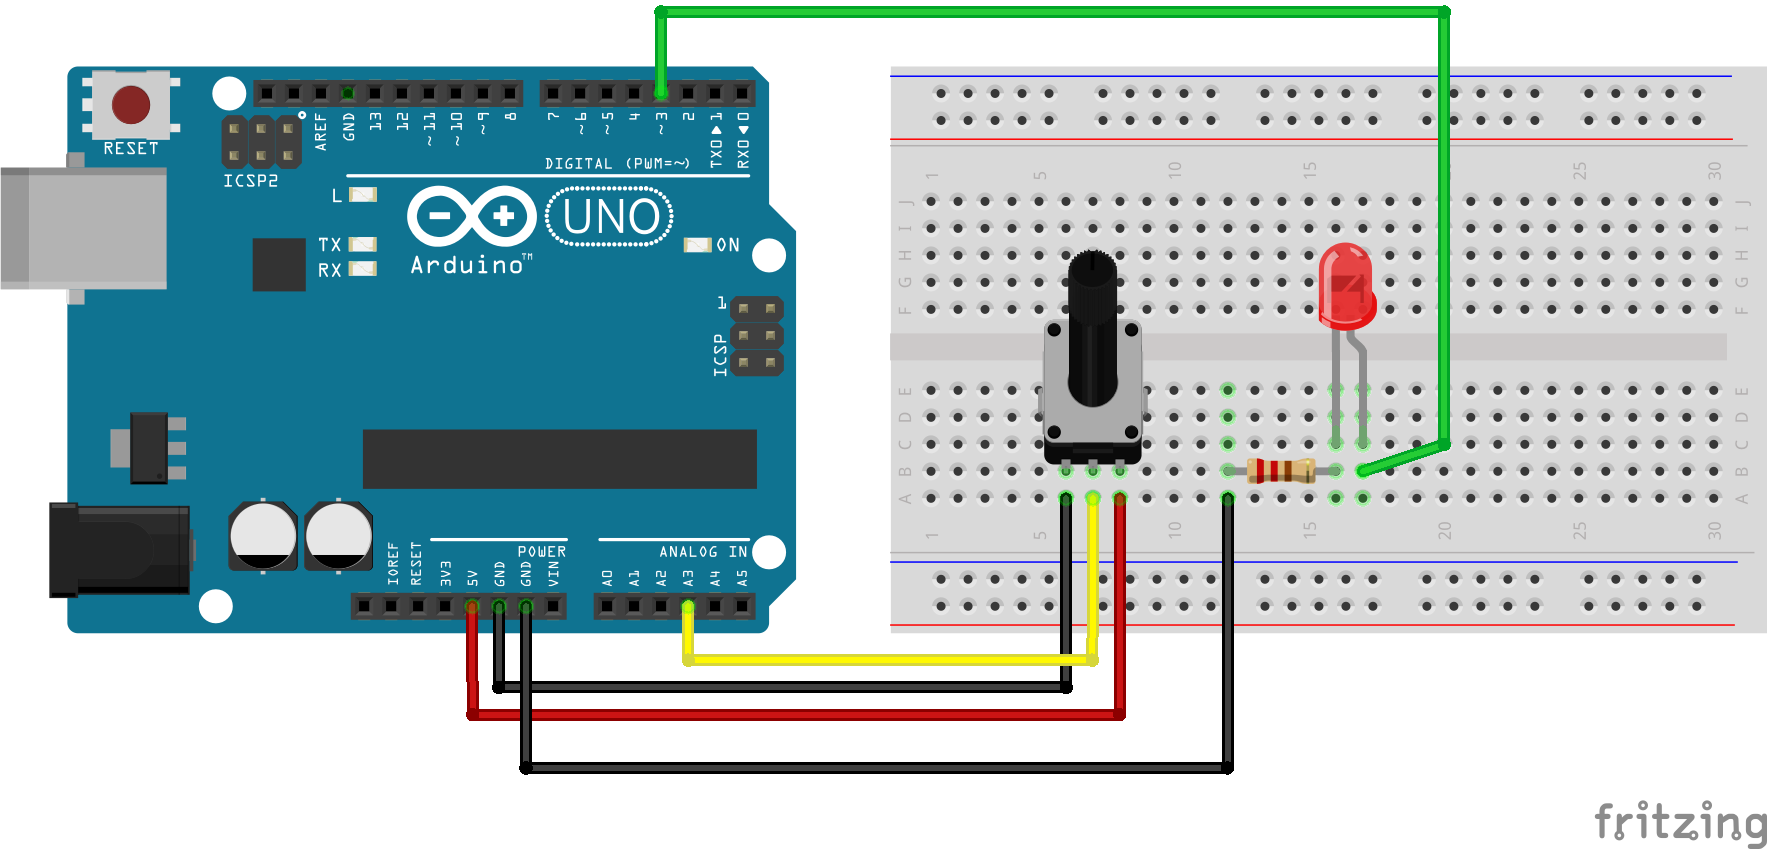 RESET
ICSP2
AREF
GND
13
12
~11
~10
~9
8
7
~6
~5
4
~3
2
TX0▶1
RX0◀0
DIGITAL (PWM=~)
L
TX
RX
UNO
Arduino™
ON
1
ICSP
IOREF
RESET
3V3
5V
GND
GND
VIN
POWER
ANALOG IN
A0
A1
A2
A3
A4
A5
1 5 10 15 20 25 30
J J
I I
H H
G G
F F
E E
D D
C C
B B
A A
1 5 10 15 20 25 30
fritzing